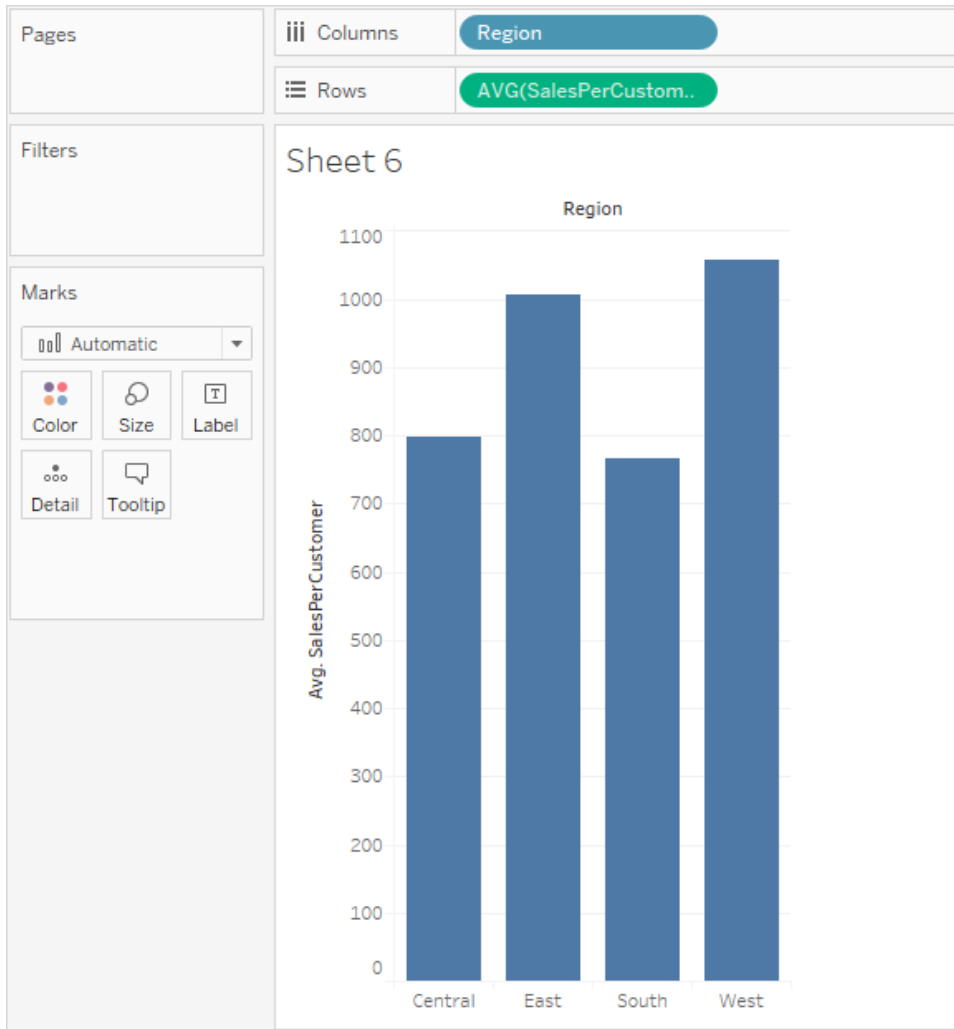 Pages
Columns
Region
Rows
AVG(SalesPerCustom..
Filters
Marks
Automatic
Color
Size
T
Label
Detail
Tooltip
Sheet 6
Region
Avg. SalesPerCustomer
1100
1000
900
800
700
600
500
400
300
200
100
0
Central
East
South
West